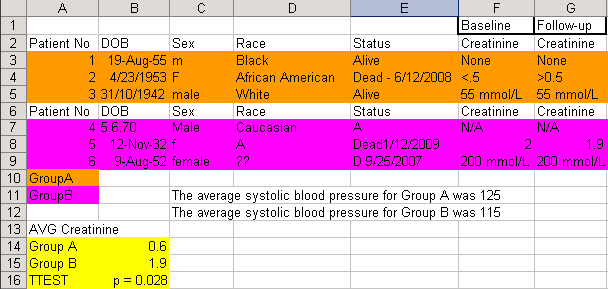 A B C D E F G
1 Baseline Follow-up
2 Patient No DOB Sex Race Status Creatinine Creatinine
3 1 19-Aug-55 m Black Alive None None
4 2 4/23/1953 F African American Dead - 6/12/2008 <.5 >0.5
5 3 31/10/1942 male White Alive 55 mmol/L 55 mmol/L
6 Patient No DOB Sex Race Status Creatinine Creatinine
7 4 5.6.70 Male Caucasian A N/A N/A
8 5 12-Nov-32 f A Dead1/12/2009 2 1.9
9 6 9-Aug-52 female ?? D 9/25/2007 200 mmol/L 200 mmol/L
10 GroupA
11 GroupB The average systolic blood pressure for Group A was 125
12 The average systolic blood pressure for Group B was 115
13 AVG Creatinine
14 Group A 0.6
15 Group B 1.9
16 TTEST p = 0.028